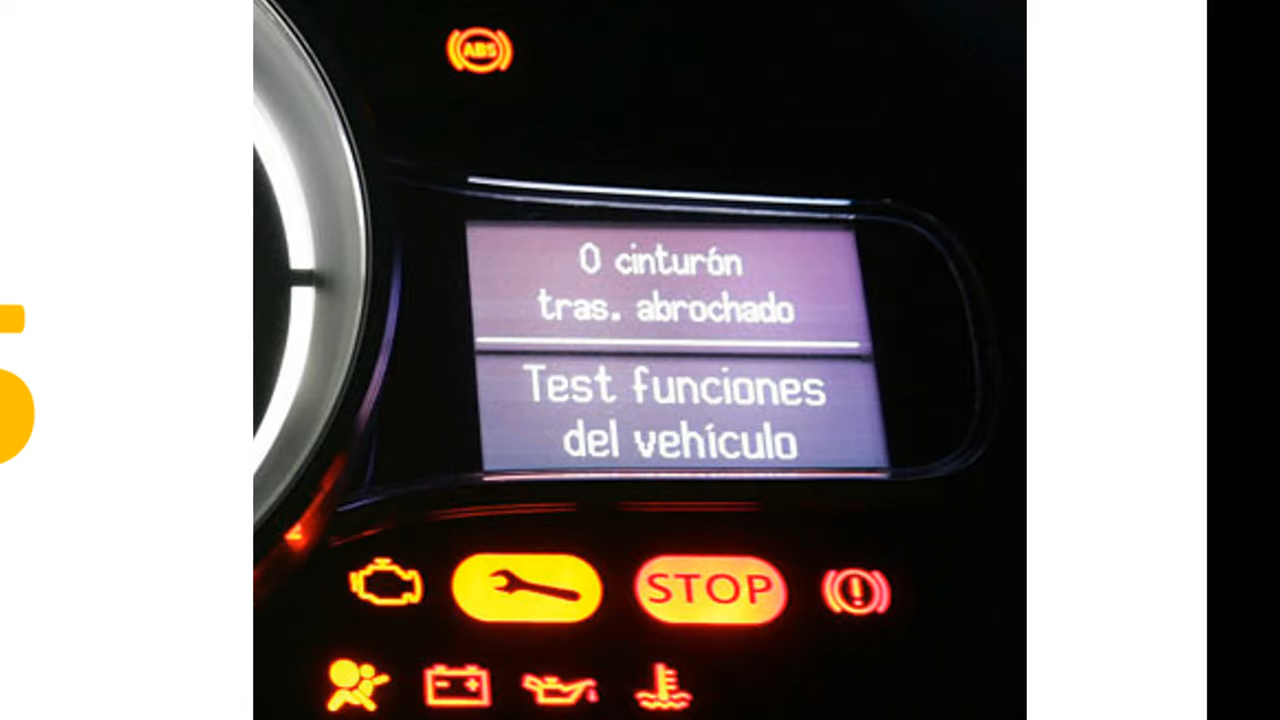 ABS
0 cinturón
tras. abrochado
Test funciones
del vehículo
STOP